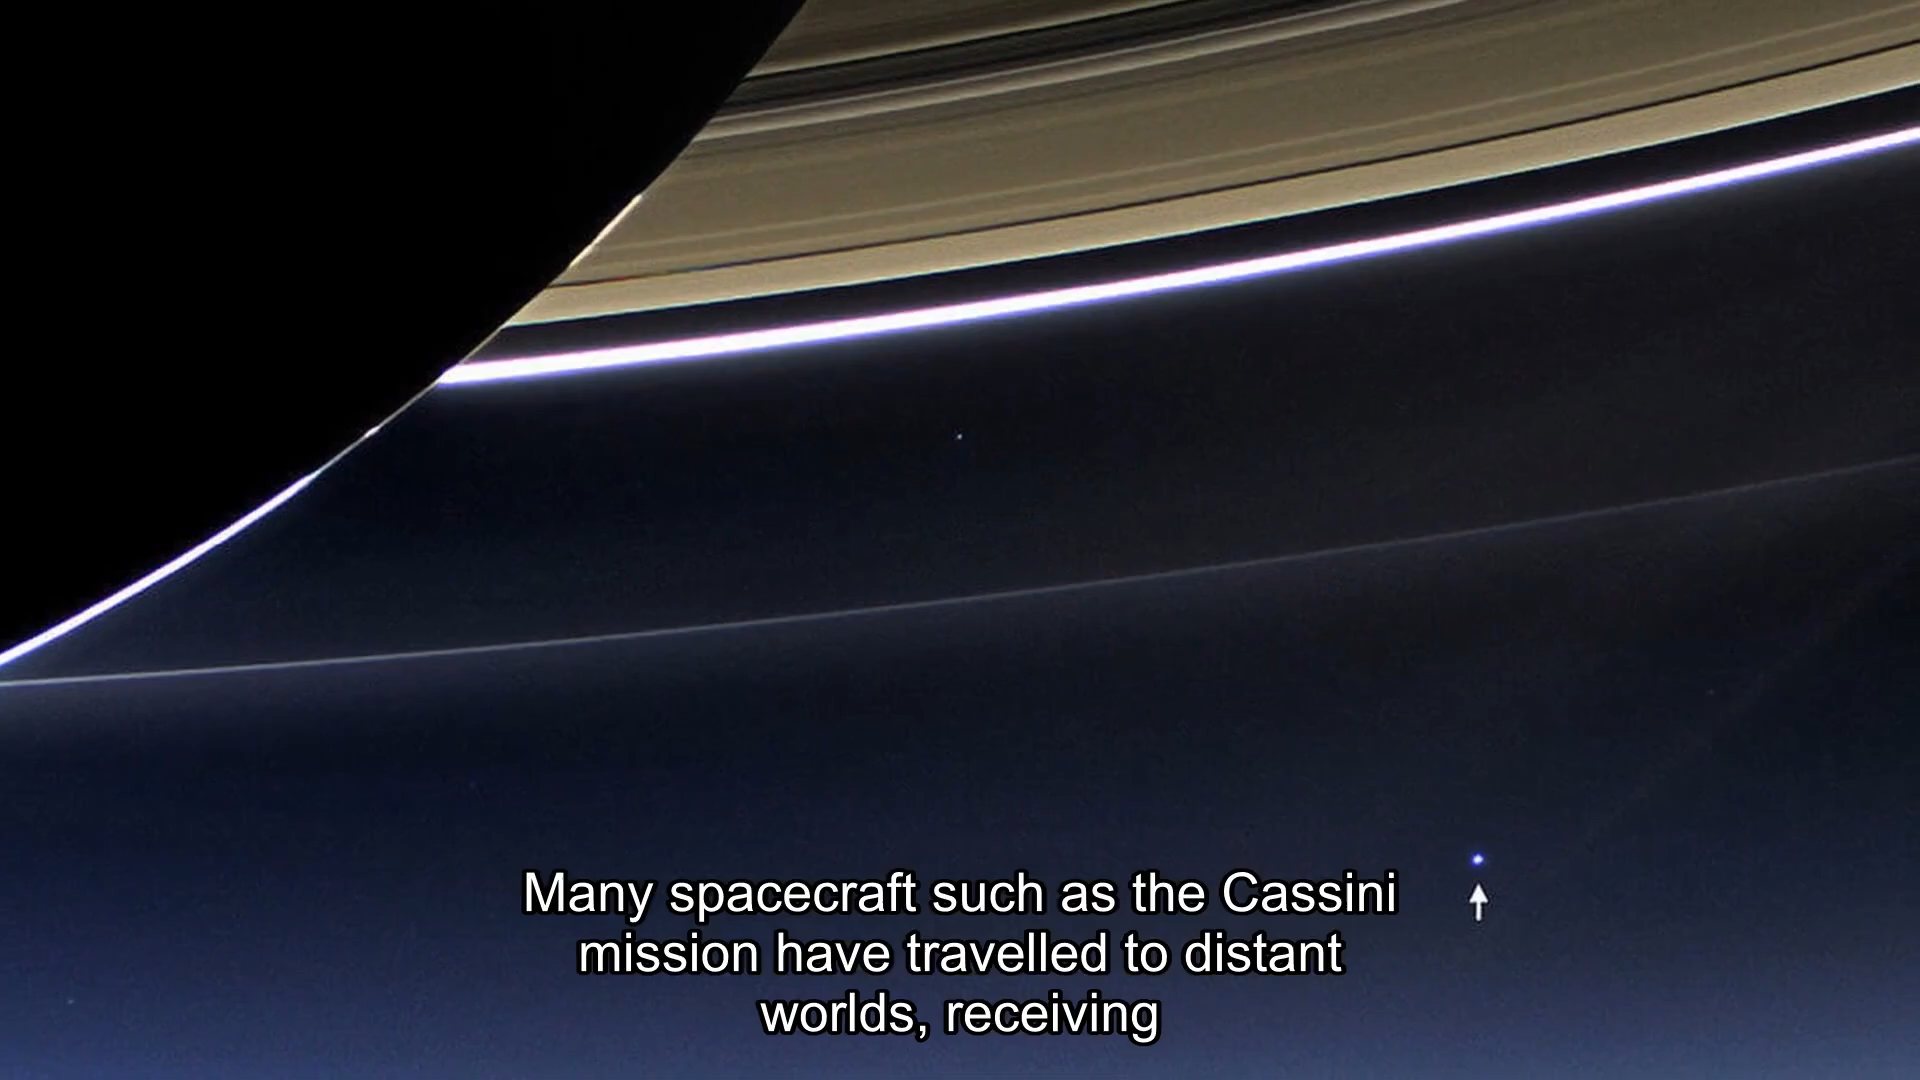 Many spacecraft such as the Cassini
mission have travelled to distant
worlds, receiving